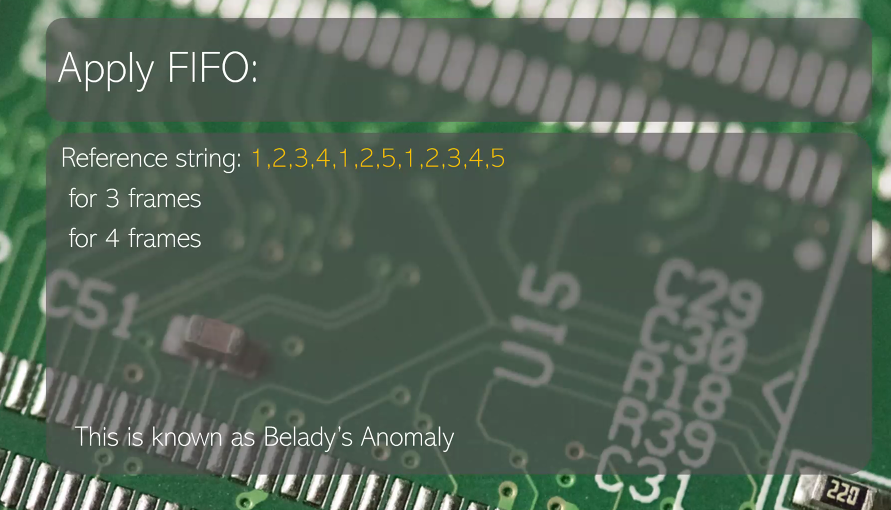 Apply FIFO:
Reference string: 1,2,3,4,1,2,5,1,2,3,4,5
for 3 frames
for 4 frames
C51
U15
C29
C30
R18
R39
C31
This is known as Belady's Anomaly
220